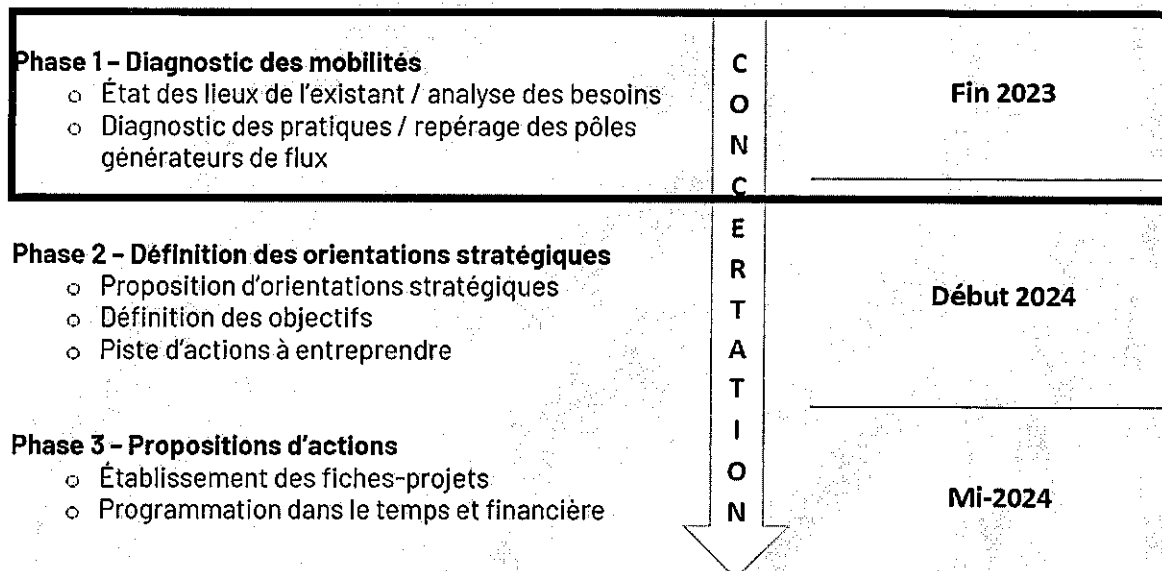 Phase 1 – Diagnostic des mobilités
o État des lieux de l'existant / analyse des besoins
o Diagnostic des pratiques / repérage des pôles
générateurs de flux
Fin 2023
Phase 2 – Définition des orientations stratégiques
o Proposition d'orientations stratégiques
o Définition des objectifs
o Piste d'actions à entreprendre
Début 2024
Phase 3 – Propositions d'actions
o Établissement des fiches-projets
o Programmation dans le temps et financière
Mi-2024
CONCERTATION